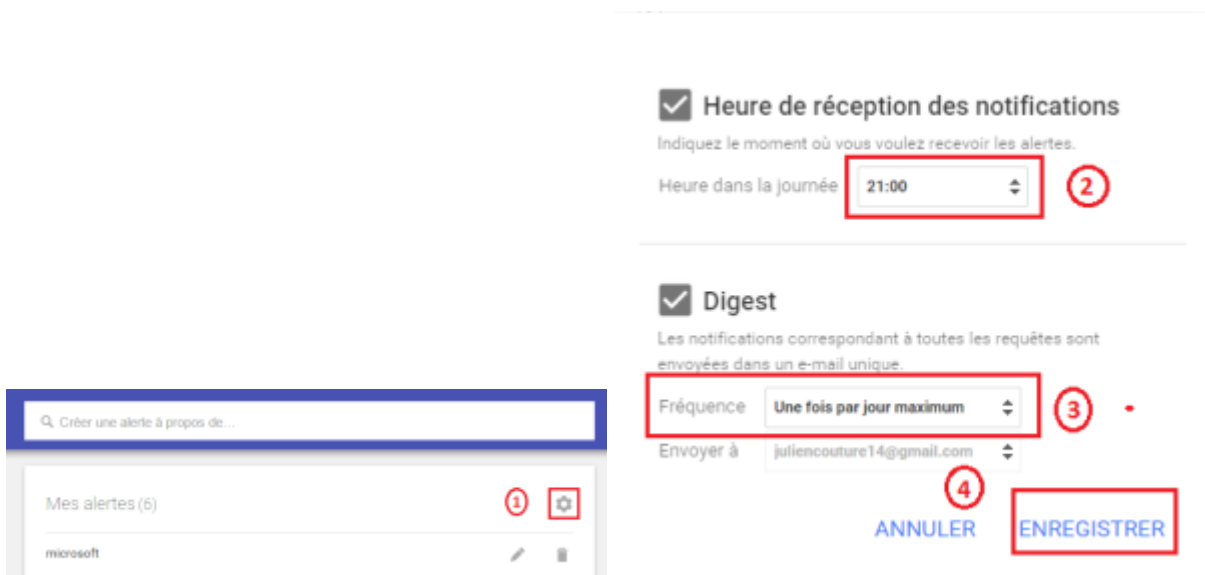 Créer une alerte à propos de...
Mes alertes (6)
1
microsoft
Heure de réception des notifications
Indiquez le moment où vous voulez recevoir les alertes.
Heure dans la journée 21:00
2
Digest
Les notifications correspondant à toutes les requêtes sont
envoyées dans un e-mail unique.
Fréquence Une fois par jour maximum
3
Envoyer à juliencouture14@gmail.com
4
ANNULER ENREGISTRER